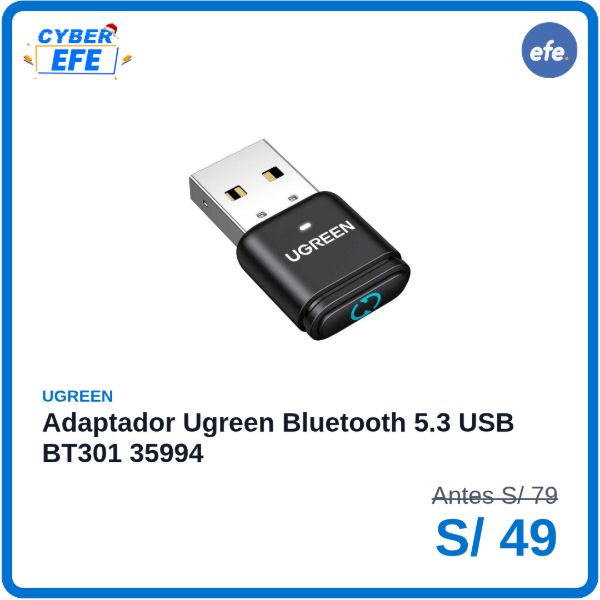 CYBER
EFE
efe.
UGREEN
UGREEN
Adaptador Ugreen Bluetooth 5.3 USB
BT301 35994
Antes S/ 79
S/ 49